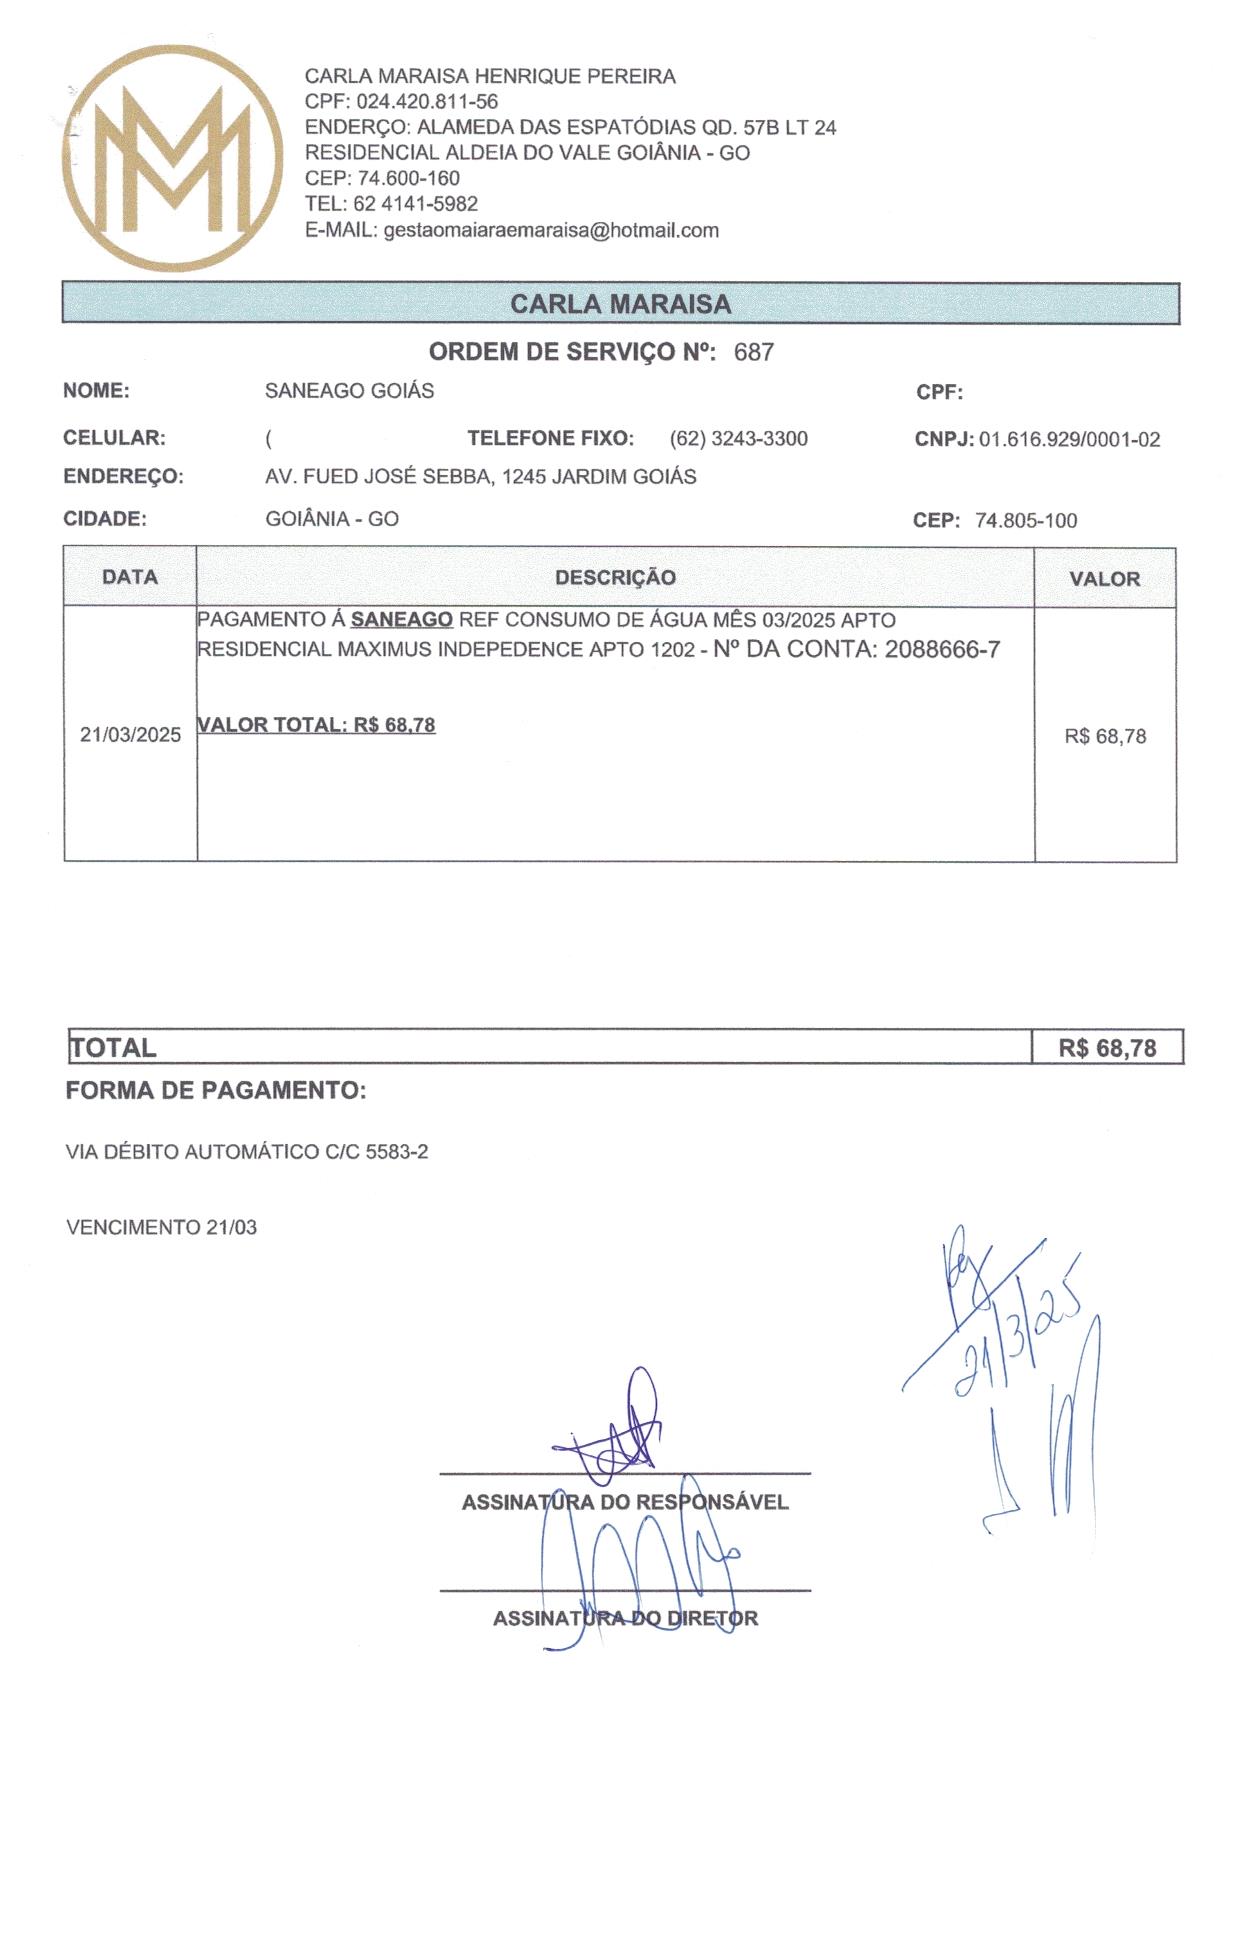 CARLA MARAISA HENRIQUE PEREIRA
CPF: 024.420.811-56
ENDERÇO: ALAMEDA DAS ESPATÓDIAS QD. 57B LT 24
RESIDENCIAL ALDEIA DO VALE GOIÂNIA - GO
CEP: 74.600-160
TEL: 62 4141-5982
E-MAIL: gestaomaiaraemaraisa@hotmail.com
CARLA MARAISA
ORDEM DE SERVIÇO Nº: 687
NOME: SANEAGO GOIÁS CPF:
CELULAR: ( TELEFONE FIXO: (62) 3243-3300 CNPJ: 01.616.929/0001-02
ENDEREÇO: AV. FUED JOSÉ SEBBA, 1245 JARDIM GOIÁS
CIDADE: GOIÂNIA - GO CEP: 74.805-100
DATA DESCRIÇÃO VALOR
PAGAMENTO Á SANEAGO REF CONSUMO DE ÁGUA MÊS 03/2025 APTO
RESIDENCIAL MAXIMUS INDEPEDENCE APTO 1202 - Nº DA CONTA: 2088666-7
VALOR TOTAL: R$ 68,78
21/03/2025 R$ 68,78
TOTAL R$ 68,78
FORMA DE PAGAMENTO:
VIA DÉBITO AUTOMÁTICO C/C 5583-2
VENCIMENTO 21/03
21/3/25
ASSINATURA DO RESPONSÁVEL
ASSINATURA DO DIRETOR